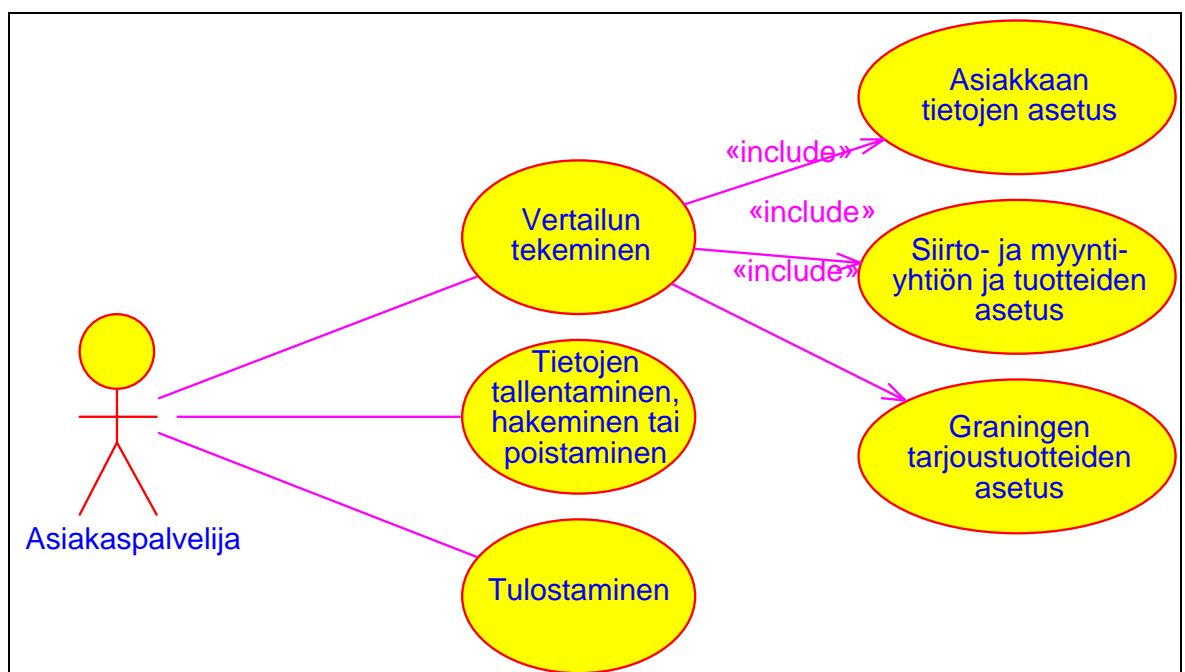 Asiakkaan
tietojen asetus
«include»
Vertailun
tekeminen
«include»
Siirto- ja myynti-
yhtiön ja tuotteiden
asetus
«include»
Tietojen
tallentaminen,
hakeminen tai
poistaminen
Graningen
tarjoustuotteiden
asetus
Asiakaspalvelija
Tulostaminen